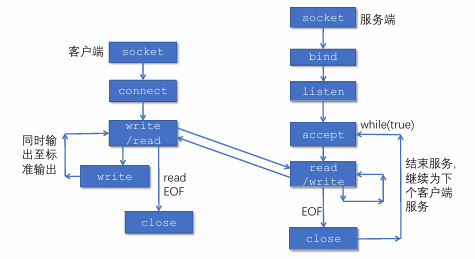 客户端
socket
connect
write
/read
同时输
出至标
准输出
write
read
EOF
close
socket
服务端
bind
listen
accept
while(true)
read
/write
结束服务，
继续为下
个客户端
服务
EOF
close